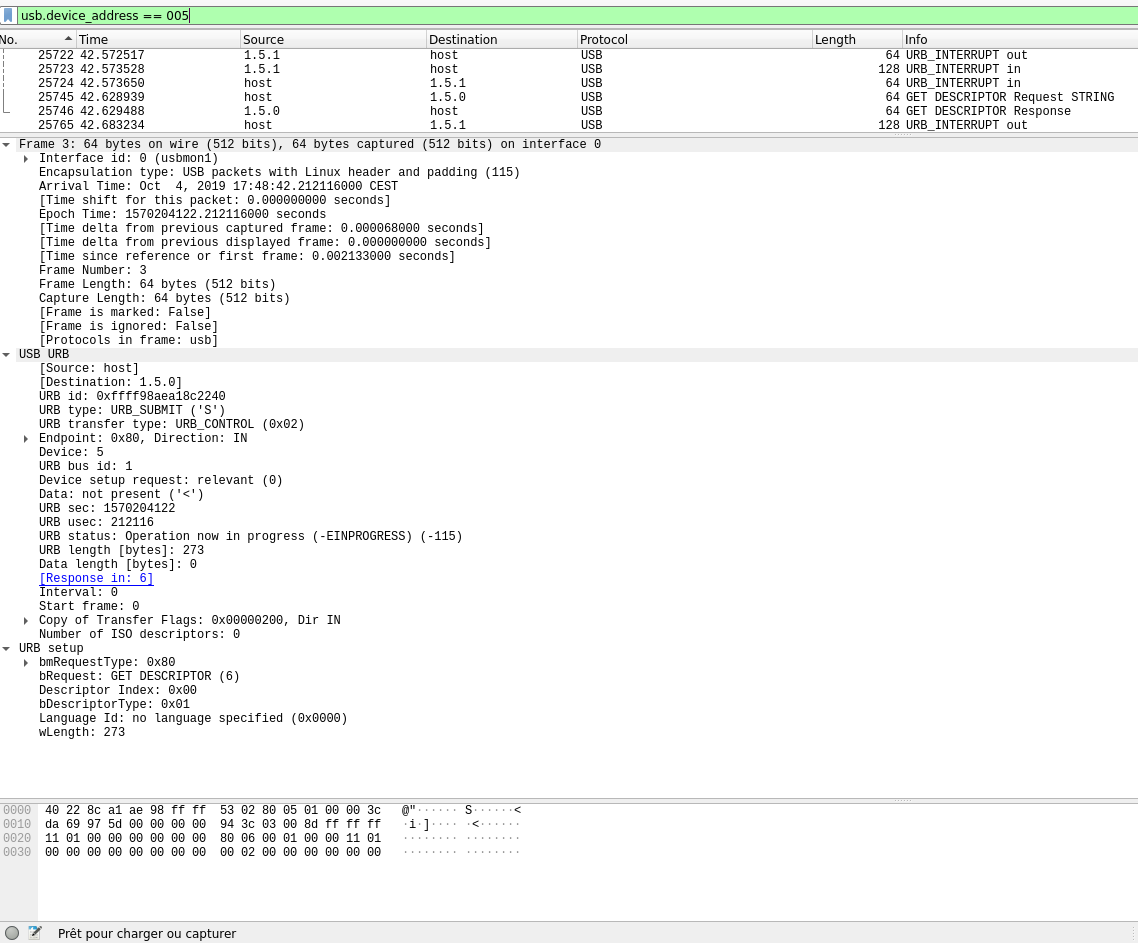 usb.device_address == 005
No. Time Source Destination Protocol Length Info
25722 42.572517 1.5.1 host USB 64 URB_INTERRUPT out
25723 42.573528 1.5.1 host USB 128 URB_INTERRUPT in
25724 42.573650 host 1.5.1 USB 64 URB_INTERRUPT in
25745 42.628939 host 1.5.0 USB 64 GET DESCRIPTOR Request STRING
25746 42.629488 1.5.0 host USB 64 GET DESCRIPTOR Response
25765 42.683234 host 1.5.1 USB 128 URB_INTERRUPT out
Frame 3: 64 bytes on wire (512 bits), 64 bytes captured (512 bits) on interface 0
Interface id: 0 (usbmon1)
Encapsulation type: USB packets with Linux header and padding (115)
Arrival Time: Oct  4, 2019 17:48:42.212116000 CEST
[Time shift for this packet: 0.000000000 seconds]
Epoch Time: 1570204122.212116000 seconds
[Time delta from previous captured frame: 0.000068000 seconds]
[Time delta from previous displayed frame: 0.000000000 seconds]
[Time since reference or first frame: 0.002133000 seconds]
Frame Number: 3
Frame Length: 64 bytes (512 bits)
Capture Length: 64 bytes (512 bits)
[Frame is marked: False]
[Frame is ignored: False]
[Protocols in frame: usb]
USB URB
[Source: host]
[Destination: 1.5.0]
URB id: 0xffff98aea18c2240
URB type: URB_SUBMIT ('S')
URB transfer type: URB_CONTROL (0x02)
Endpoint: 0x80, Direction: IN
Device: 5
URB bus id: 1
Device setup request: relevant (0)
Data: not present ('<')
URB sec: 1570204122
URB usec: 212116
URB status: Operation now in progress (-EINPROGRESS) (-115)
URB length [bytes]: 273
Data length [bytes]: 0
[Response in: 6]
Interval: 0
Start frame: 0
Copy of Transfer Flags: 0x00000200, Dir IN
Number of ISO descriptors: 0
URB setup
bmRequestType: 0x80
bRequest: GET DESCRIPTOR (6)
Descriptor Index: 0x00
bDescriptorType: 0x01
Language Id: no language specified (0x0000)
wLength: 273
0000 40 22 8c a1 ae 98 ff ff 53 02 80 05 01 00 00 3c @"······ S······<
0010 da 69 97 5d 00 00 00 00 94 3c 03 00 8d ff ff ff ·i·]···· ·<······
0020 11 01 00 00 00 00 00 00 80 06 00 01 00 00 11 01 ········ ········
0030 00 00 00 00 00 00 00 00 00 02 00 00 00 00 00 00 ········ ········
Prêt pour charger ou capturer